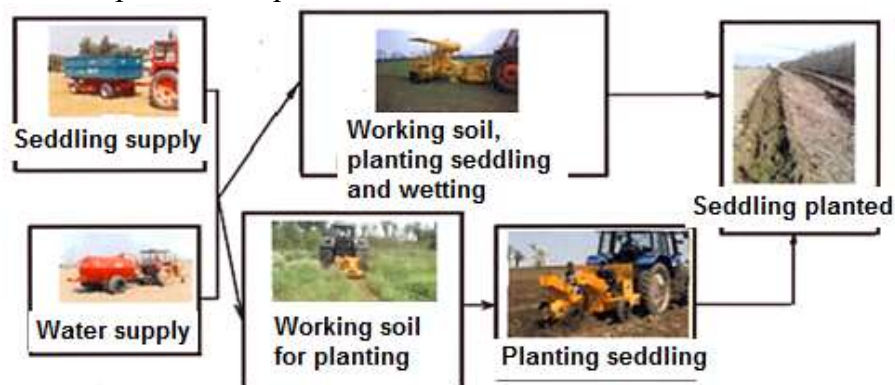 Seddling supply
Working soil,
planting seddling
and wetting
Seddling planted
Water supply
Working soil
for planting
Planting seddling